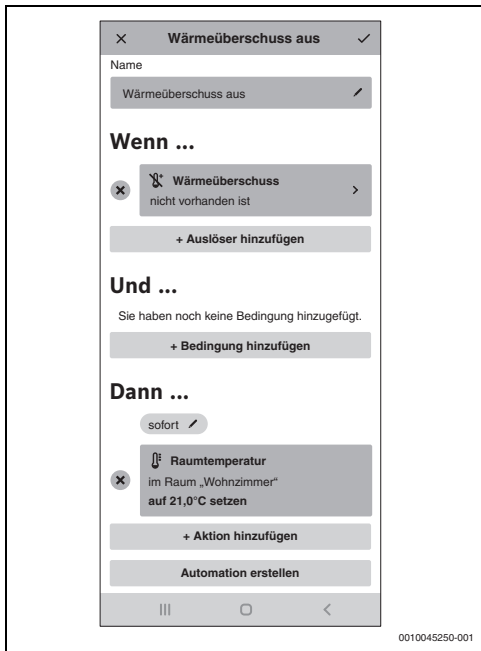 Wärmeüberschuss aus
Name
Wärmeüberschuss aus
Wenn ...
Wärmeüberschuss
nicht vorhanden ist
+ Auslöser hinzufügen
Und ...
Sie haben noch keine Bedingung hinzugefügt.
+ Bedingung hinzufügen
Dann ...
sofort
Raumtemperatur
im Raum „Wohnzimmer“
auf 21,0°C setzen
+ Aktion hinzufügen
Automation erstellen
0010045250-001